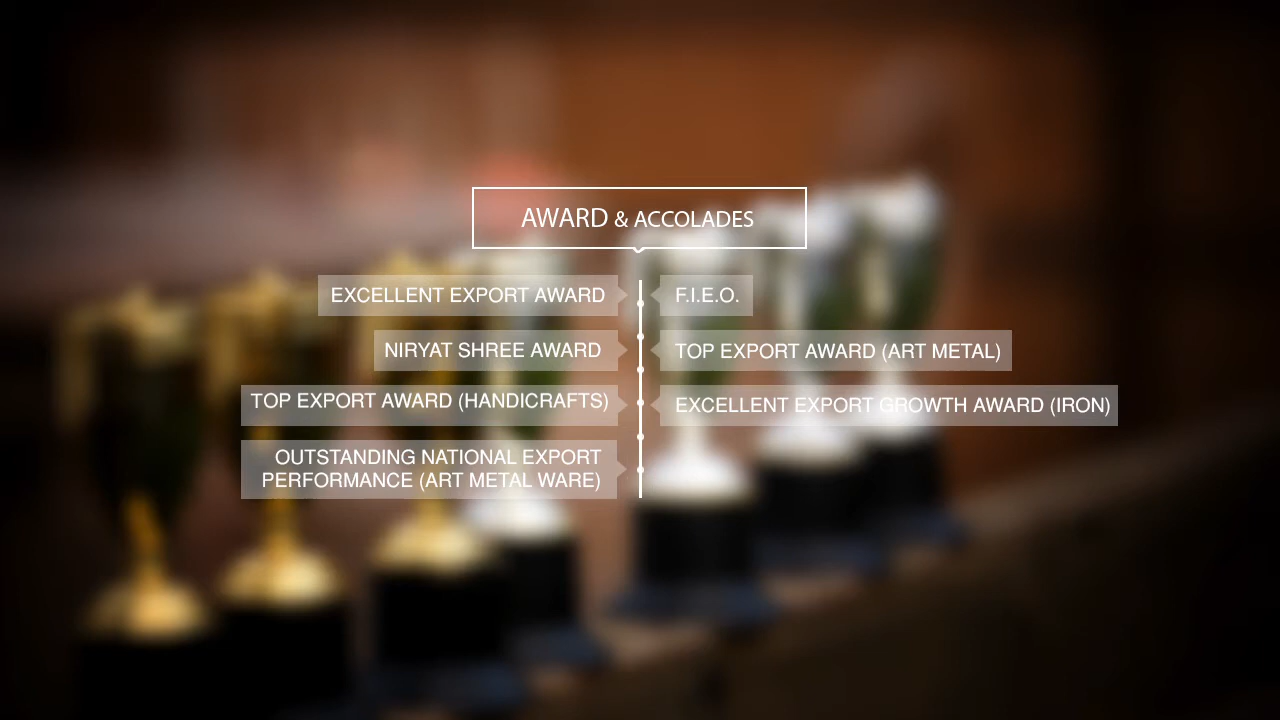 AWARD & ACCOLADES
EXCELLENT EXPORT AWARD
F.I.E.O.
NIRYAT SHREE AWARD
TOP EXPORT AWARD (ART METAL)
TOP EXPORT AWARD (HANDICRAFTS)
EXCELLENT EXPORT GROWTH AWARD (IRON)
OUTSTANDING NATIONAL EXPORT
PERFORMANCE (ART METAL WARE)